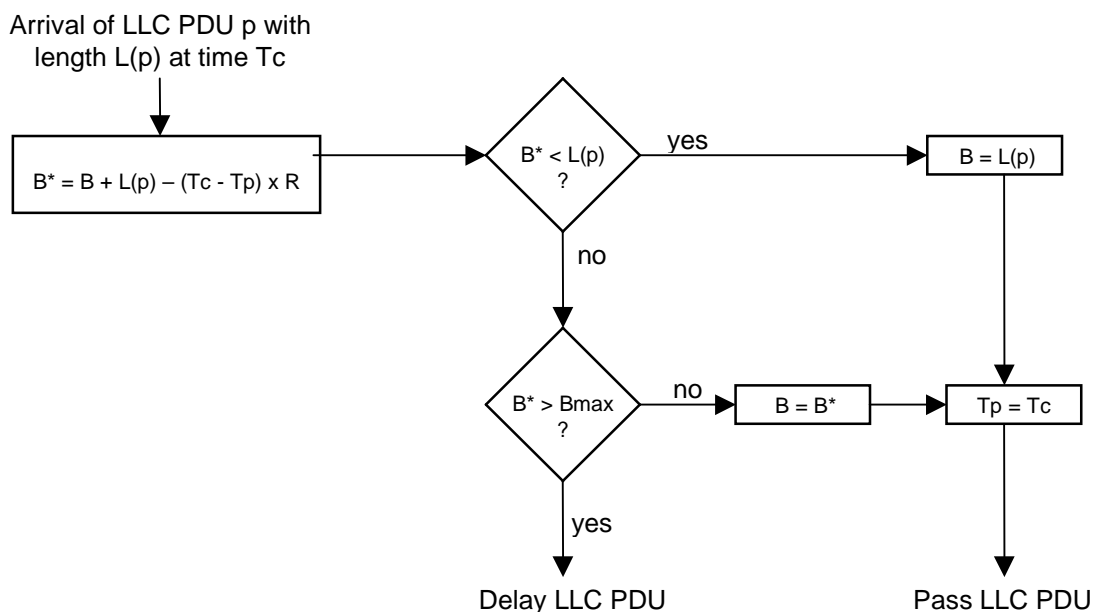 Arrival of LLC PDU p with
length L(p) at time Tc
B* = B + L(p) – (Tc - Tp) x R
B* < L(p)
?
yes
B = L(p)
no
B* > Bmax
?
no
B = B*
Tp = Tc
yes
Delay LLC PDU
Pass LLC PDU